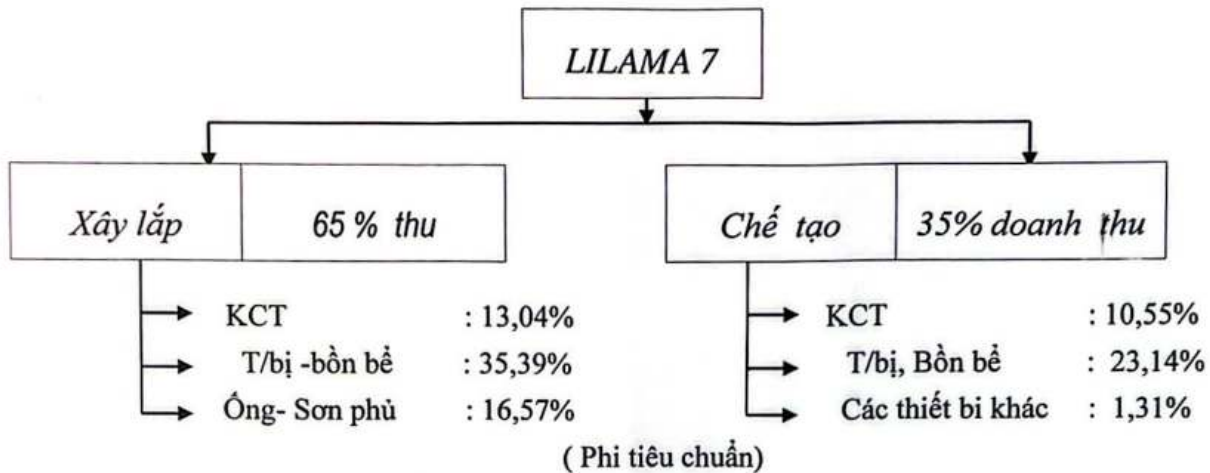 LILAMA 7
Xây lắp 65 % thu Chế tạo 35% doanh thu
KCT : 13,04% KCT : 10,55%
T/bị -bồn bể : 35,39% T/bị, Bồn bể : 23,14%
Ống- Sơn phủ : 16,57% Các thiết bi khác : 1,31%
( Phi tiêu chuẩn)